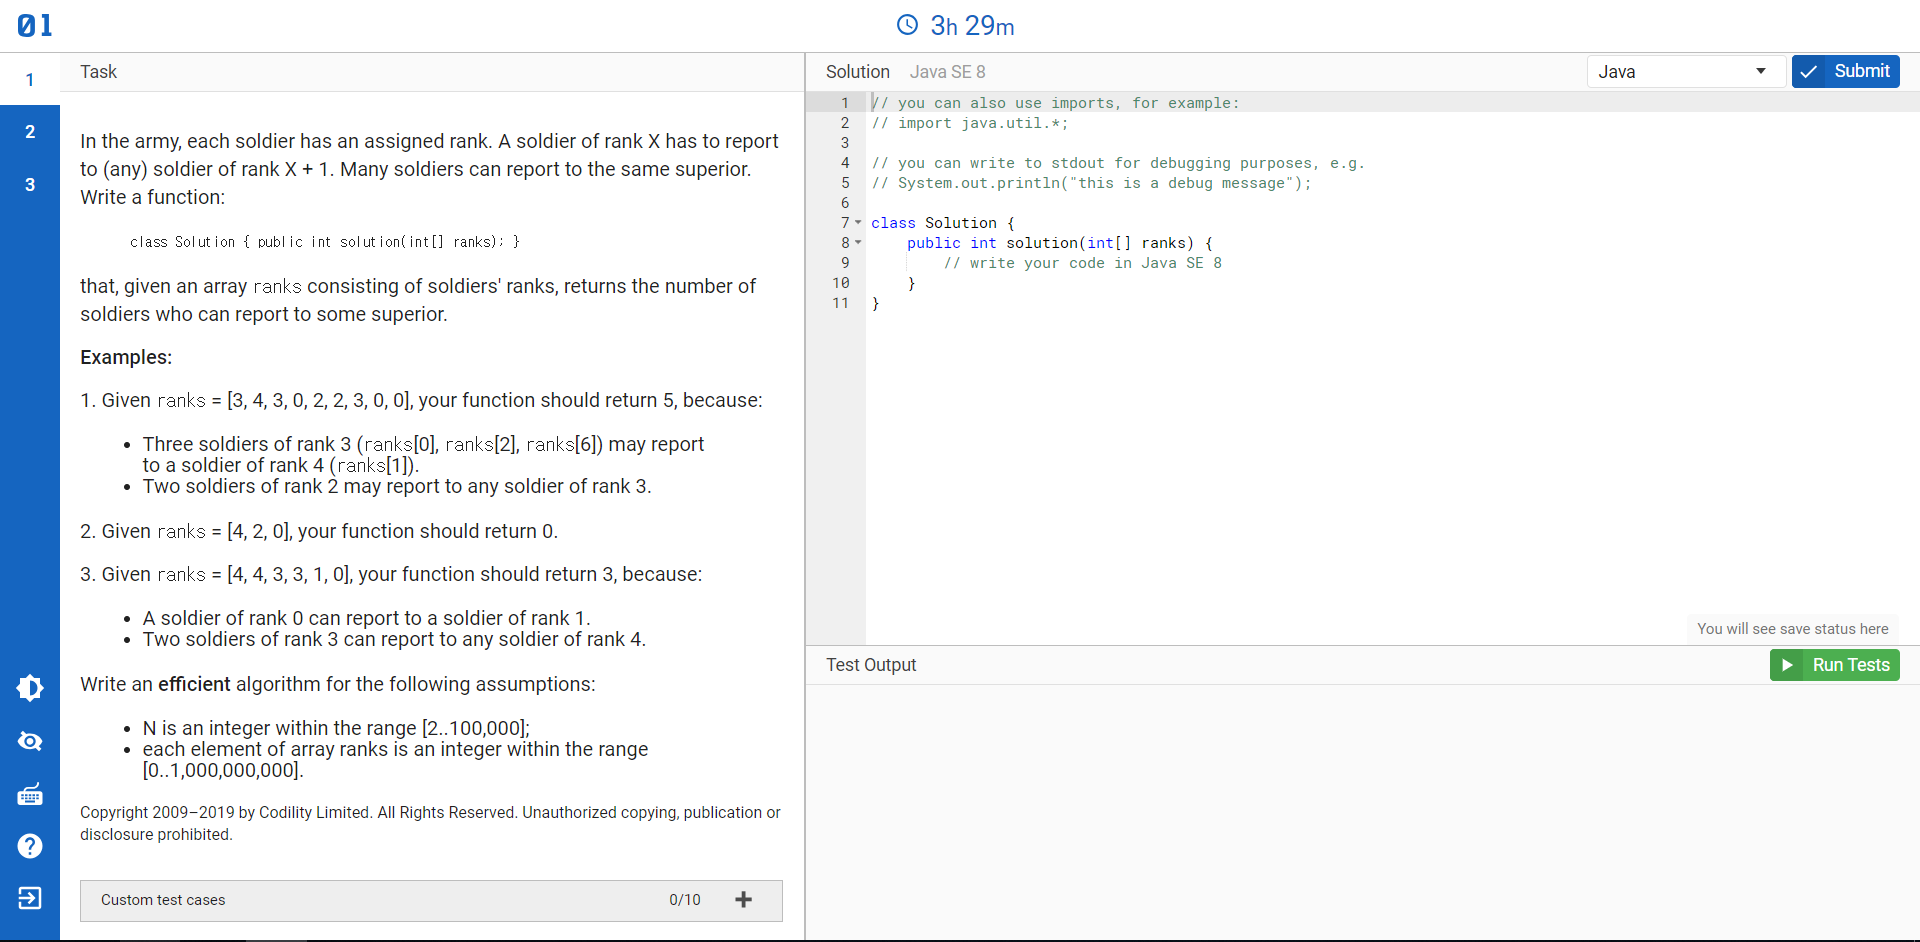 01
3h 29m
1
2
3
Task
In the army, each soldier has an assigned rank. A soldier of rank X has to report
to (any) soldier of rank X + 1. Many soldiers can report to the same superior.
Write a function:
class Solution { public int solution(int[] ranks); }
that, given an array ranks consisting of soldiers' ranks, returns the number of
soldiers who can report to some superior.
Examples:
1. Given ranks = [3, 4, 3, 0, 2, 2, 3, 0, 0], your function should return 5, because:
• Three soldiers of rank 3 (ranks[0], ranks[2], ranks[6]) may report
to a soldier of rank 4 (ranks[1]).
• Two soldiers of rank 2 may report to any soldier of rank 3.
2. Given ranks = [4, 2, 0], your function should return 0.
3. Given ranks = [4, 4, 3, 3, 1, 0], your function should return 3, because:
• A soldier of rank 0 can report to a soldier of rank 1.
• Two soldiers of rank 3 can report to any soldier of rank 4.
Write an efficient algorithm for the following assumptions:
• N is an integer within the range [2..100,000];
• each element of array ranks is an integer within the range
[0..1,000,000,000].
Copyright 2009–2019 by Codility Limited. All Rights Reserved. Unauthorized copying, publication or
disclosure prohibited.
Custom test cases 0/10 +
Solution Java SE 8 Java Submit
1 // you can also use imports, for example:
2 // import java.util.*;
3
4 // you can write to stdout for debugging purposes, e.g.
5 // System.out.println("this is a debug message");
6
7 class Solution {
8 public int solution(int[] ranks) {
9 // write your code in Java SE 8
10 }
11 }
You will see save status here
Test Output Run Tests